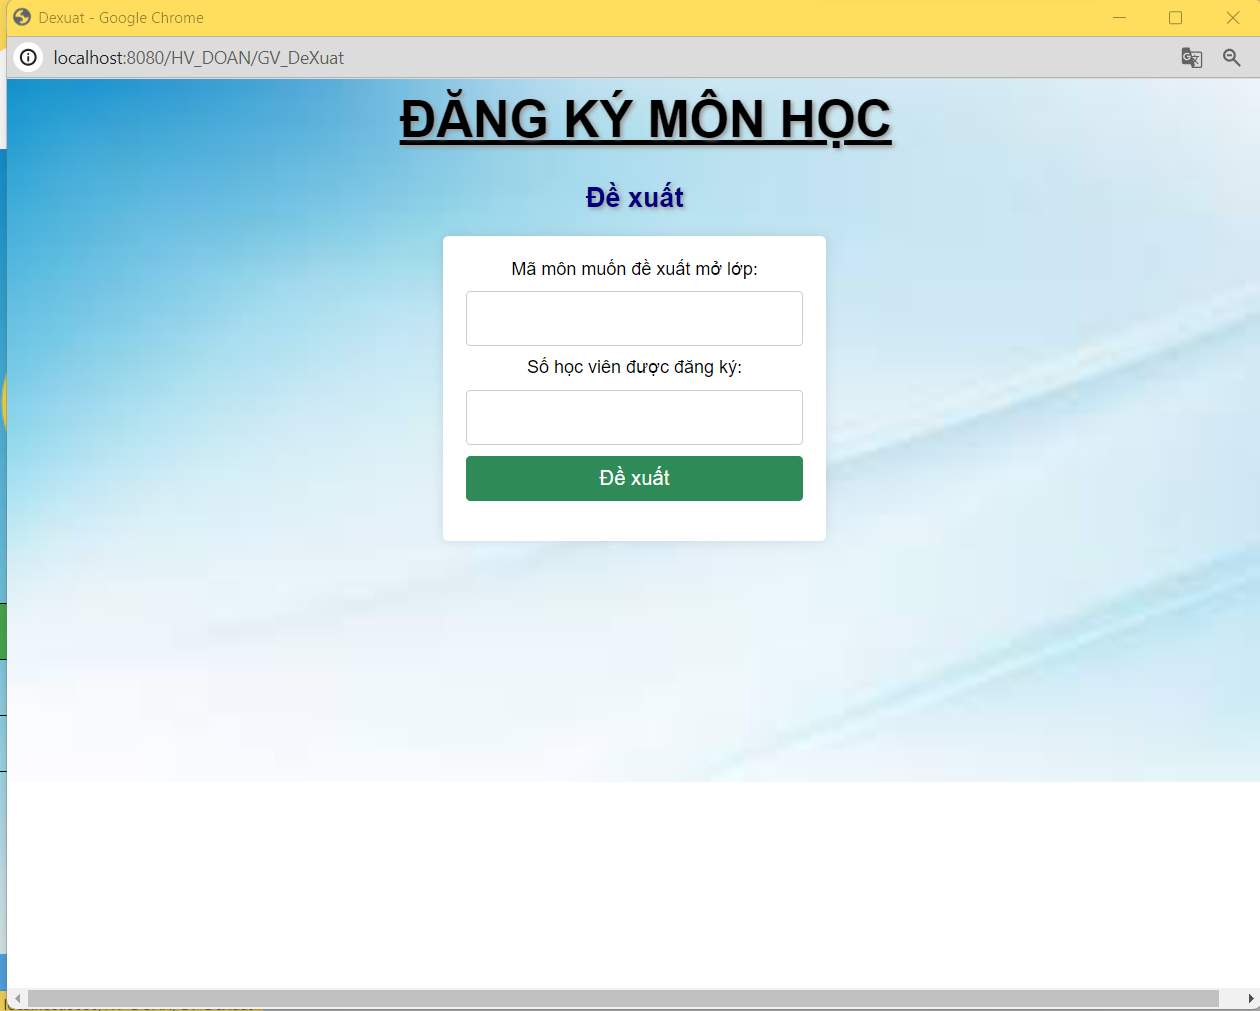 Dexuat - Google Chrome
localhost:8080/HV_DOAN/GV_DeXuat
ĐĂNG KÝ MÔN HỌC
Đề xuất
Mã môn muốn đề xuất mở lớp:
Số học viên được đăng ký:
Đề xuất